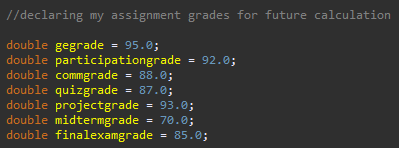 //declaring my assignment grades for future calculation
double gegrade = 95.0;
double participationgrade = 92.0;
double commgrade = 88.0;
double quizgrade = 87.0;
double projectgrade = 93.0;
double midtermgrade = 70.0;
double finalexamgrade = 85.0;